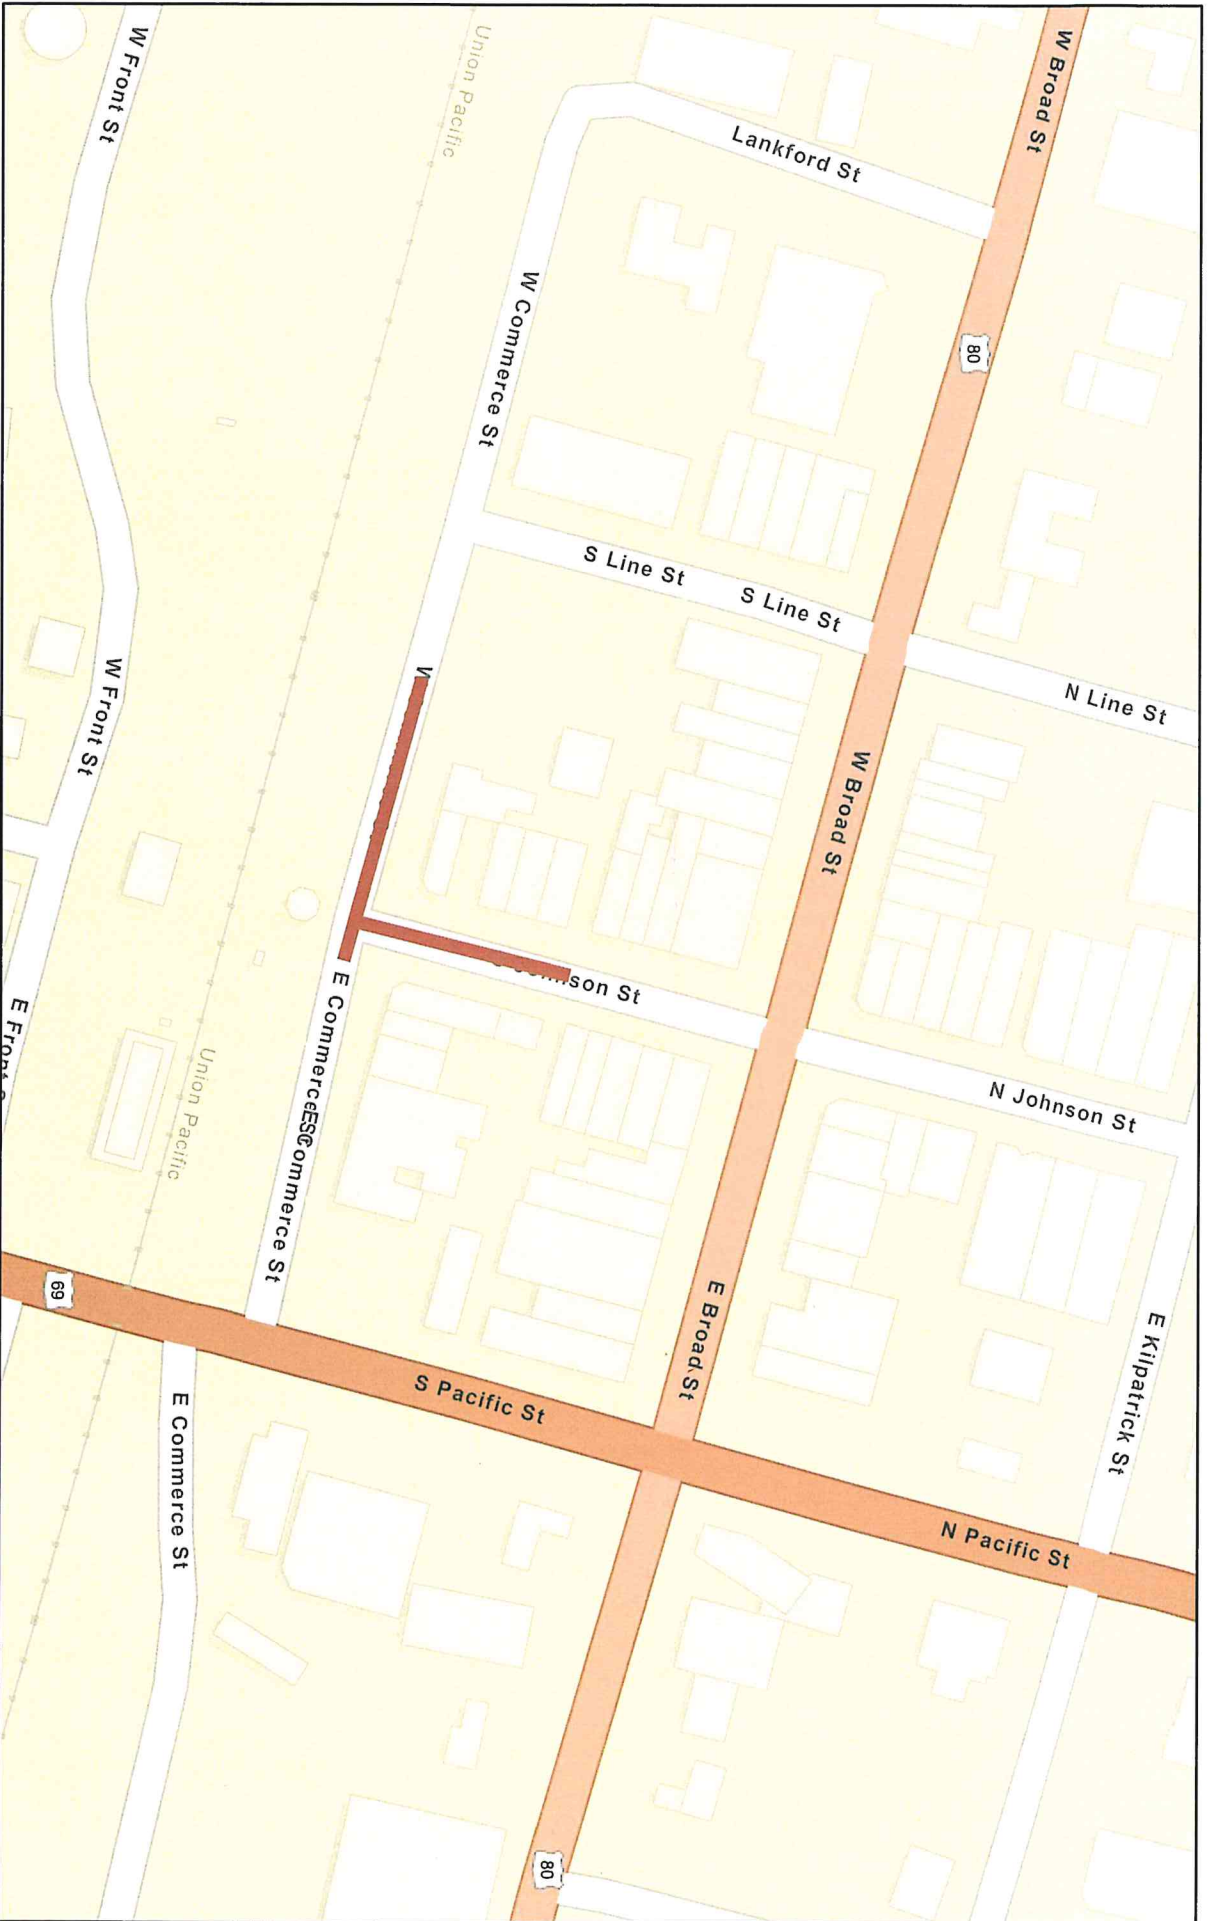 W Front St
Union Pacific
W Broad St
Lankford St
W Commerce St
80
S Line St
S Line St
N Line St
W Front St
W
W Broad St
son St
E Front S
E Commerce St
E Commerce St
Union Pacific
N Johnson St
69
E Broad St
E Kilpatrick St
S Pacific St
E Commerce St
N Pacific St
80